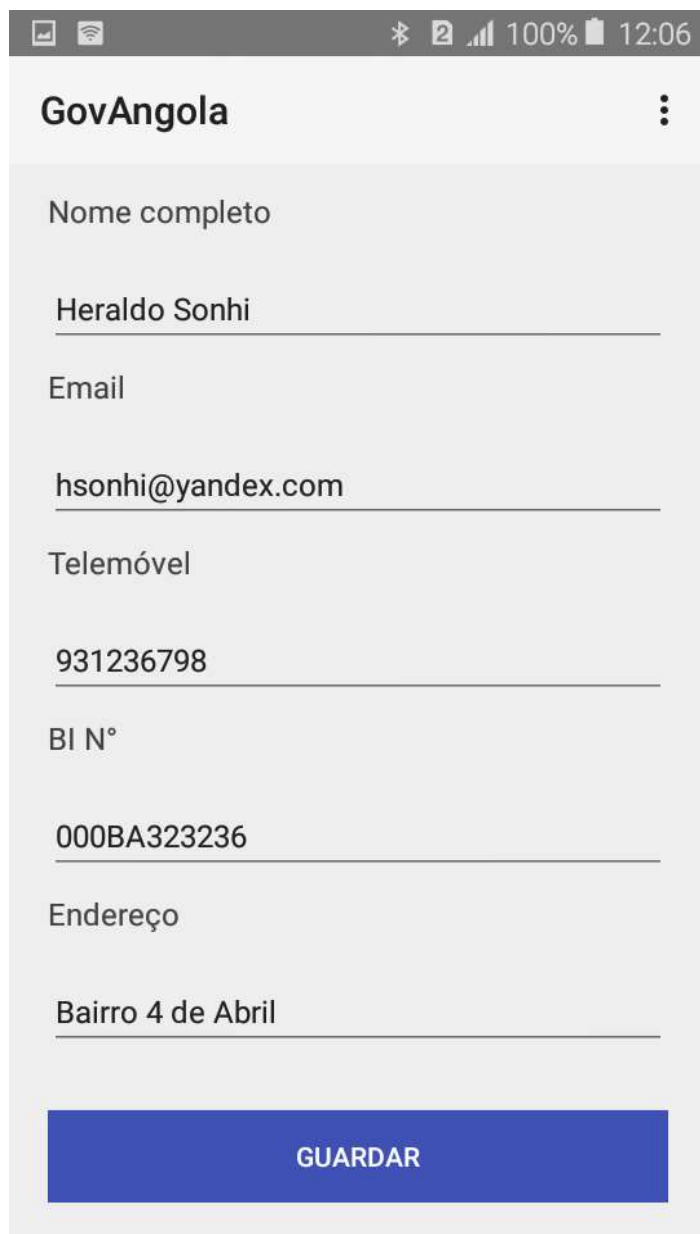 2 100% 12:06
GovAngola
Nome completo
Heraldo Sonhi
Email
hsonhi@yandex.com
Telemóvel
931236798
BI N°
000BA323236
Endereço
Bairro 4 de Abril
GUARDAR